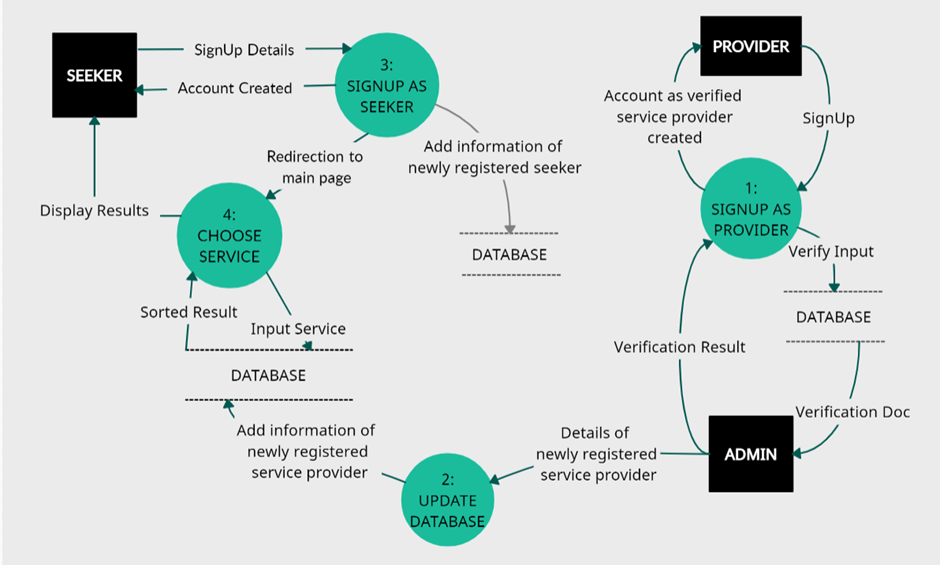 SEEKER
SignUp Details
Account Created
3:
SIGNUP AS
SEEKER
PROVIDER
Account as verified
service provider
created
SignUp
Redirection to
main page
Add information of
newly registered seeker
1:
SIGNUP AS
PROVIDER
Display Results
4:
CHOOSE
SERVICE
DATABASE
Verify Input
Sorted Result
Input Service
DATABASE
Verification Result
DATABASE
Verification Doc
Add information of
newly registered
service provider
Details of
newly registered
service provider
ADMIN
2:
UPDATE
DATABASE